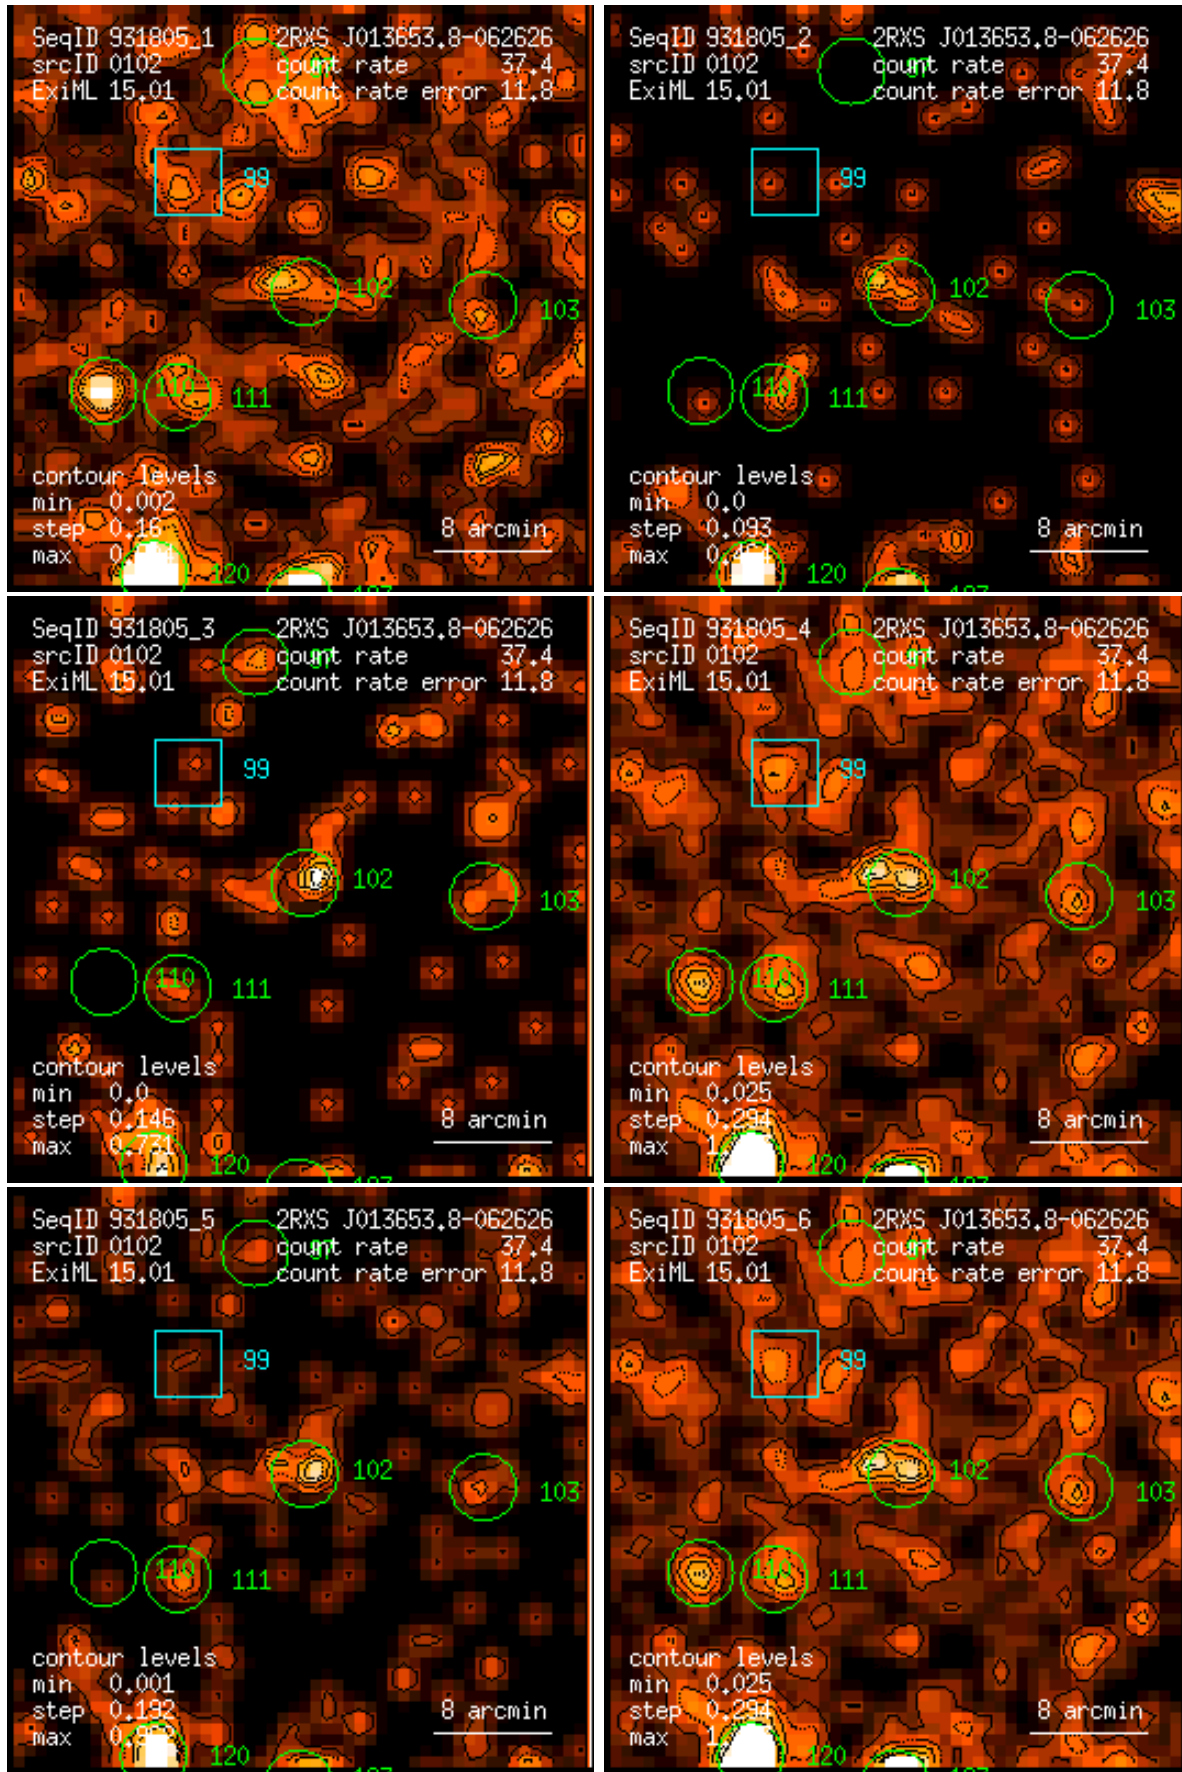 SeqID 931805_1 2RXS J013653.8-062626
srcID 0102 count rate 37.4
ExiML 15.01 count rate error 11.8
99
102
103
110 111
contour levels
min 0.002
step 0.16
max 8 arcmin
120
SeqID 931805_2 2RXS J013653.8-062626
srcID 0102 count rate 37.4
ExiML 15.01 count rate error 11.8
99
102
103
110 111
contour levels
min 0.0
step 0.093
max 8 arcmin
120
SeqID 931805_3 2RXS J013653.8-062626
srcID 0102 97 count rate 37.4
ExiML 15.01 count rate error 11.8
99
102
103
110 111
contour levels
min 0.0
step 0.146
max 0.731 8 arcmin
120
SeqID 931805_4 2RXS J013653.8-062626
srcID 0102 count rate 37.4
ExiML 15.01 count rate error 11.8
99
102
103
110 111
contour levels
min 0.025
step 0.294
max 8 arcmin
120
SeqID 931805_5 2RXS J013653.8-062626
srcID 0102 97 count rate 37.4
ExiML 15.01 count rate error 11.8
99
102
103
110 111
contour levels
min 0.001
step 0.192
max 8 arcmin
120
SeqID 931805_6 2RXS J013653.8-062626
srcID 0102 count rate 37.4
ExiML 15.01 count rate error 11.8
99
102
103
110 111
contour levels
min 0.025
step 0.294
max 8 arcmin
120